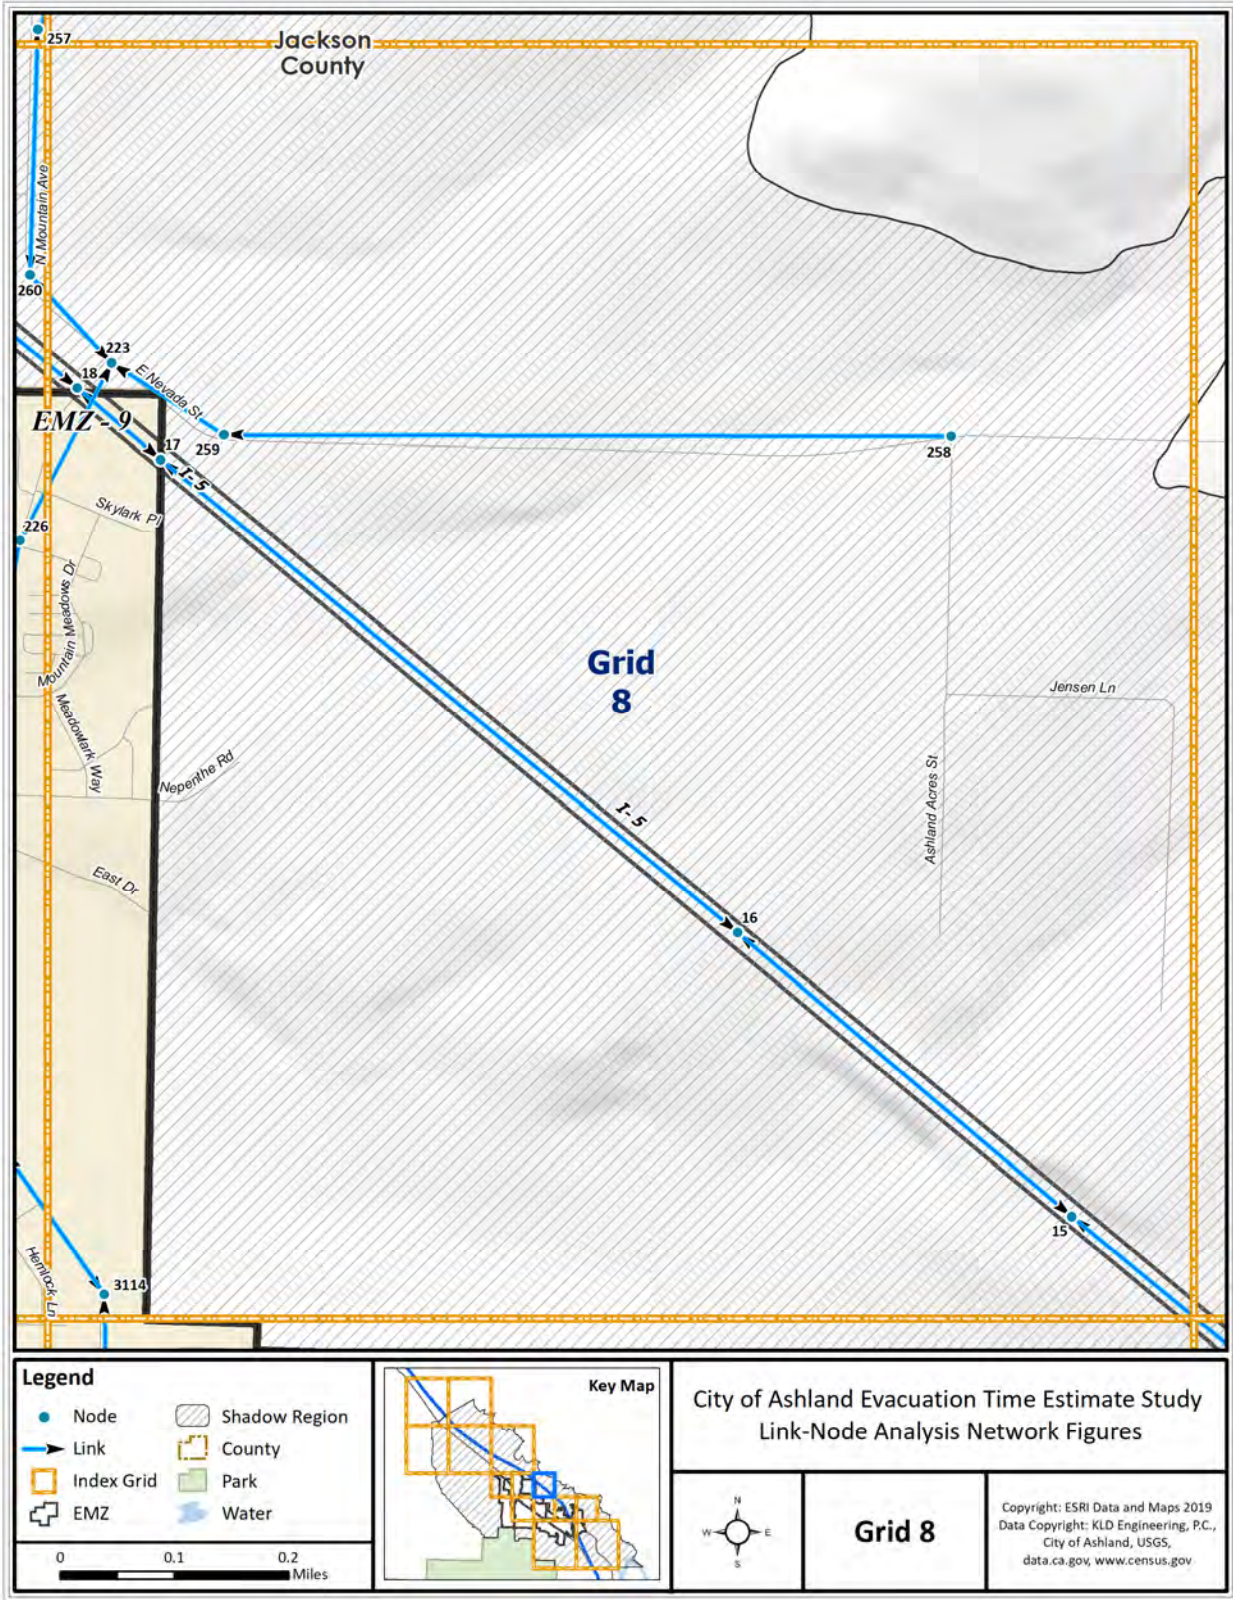 257
Jackson
County
N Mountain Ave
260
223
18
E Nevada St
EMZ - 9
17
259
258
I- 5
Skylark Pl
226
Mountain Meadows Dr
Grid
8
Jensen Ln
Meadowlark Way
Nepenthe Rd
I- 5
Ashland Acres St
East Dr
16
15
Hemlock Ln
3114
Legend
Node
Shadow Region
Link
County
Index Grid
Park
EMZ
Water
0 0.1 0.2
Miles
Key Map
City of Ashland Evacuation Time Estimate Study
Link-Node Analysis Network Figures
N
W E
S
Grid 8
Copyright: ESRI Data and Maps 2019
Data Copyright: KLD Engineering, P.C.,
City of Ashland, USGS,
data.ca.gov, www.census.gov